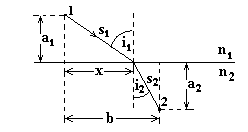 1
a₁
s₁
i₁
n₁
x
n₂
i₂
s₂
a₂
2
b